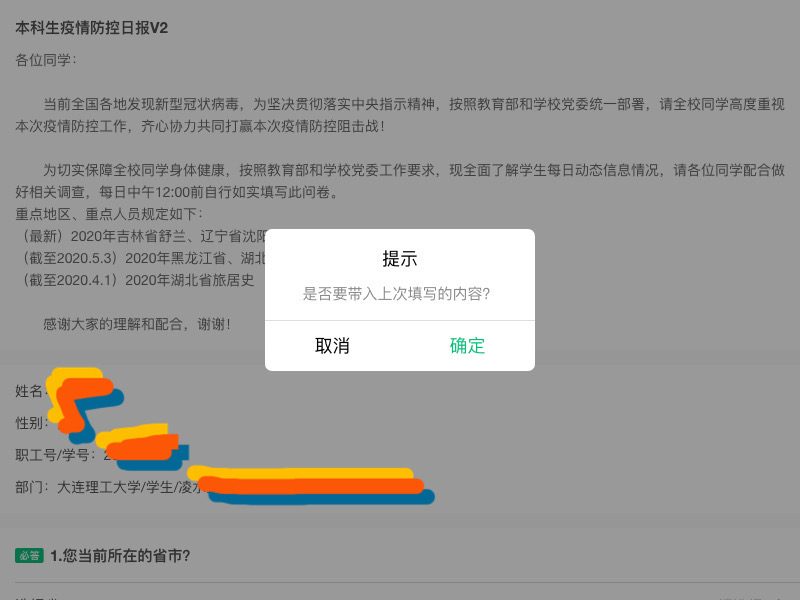 本科生疫情防控日报V2
各位同学：
当前全国各地发现新型冠状病毒，为坚决贯彻落实中央指示精神，按照教育部和学校党委统一部署，请全校同学高度重视
本次疫情防控工作，齐心协力共同打赢本次疫情防控阻击战！
为切实保障全校同学身体健康，按照教育部和学校党委工作要求，现全面了解学生每日动态信息情况，请各位同学配合做
好相关调查，每日中午12:00前自行如实填写此问卷。
重点地区、重点人员规定如下：
（最新）2020年吉林省舒兰、辽宁省沈阳
（截至2020.5.3）2020年黑龙江省、湖北
（截至2020.4.1）2020年湖北省旅居史
感谢大家的理解和配合，谢谢！
提示
是否要带入上次填写的内容？
取消 确定
姓名：
性别：
职工号/学号：2
部门：大连理工大学/学生/凌水
必答 1.您当前所在的省市？